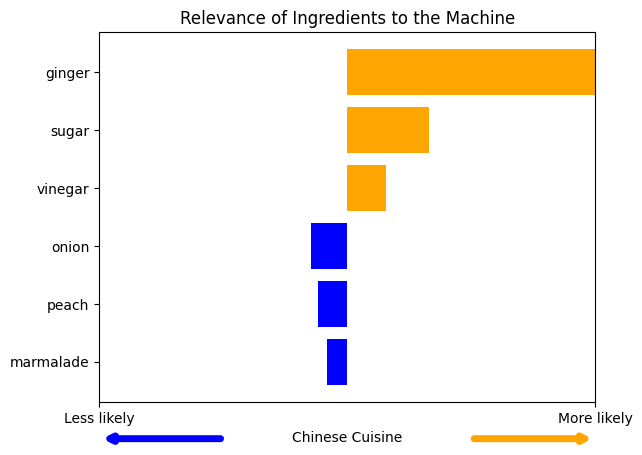 Relevance of Ingredients to the Machine
ginger
sugar
vinegar
onion
peach
marmalade
Less likely
More likely
Chinese Cuisine